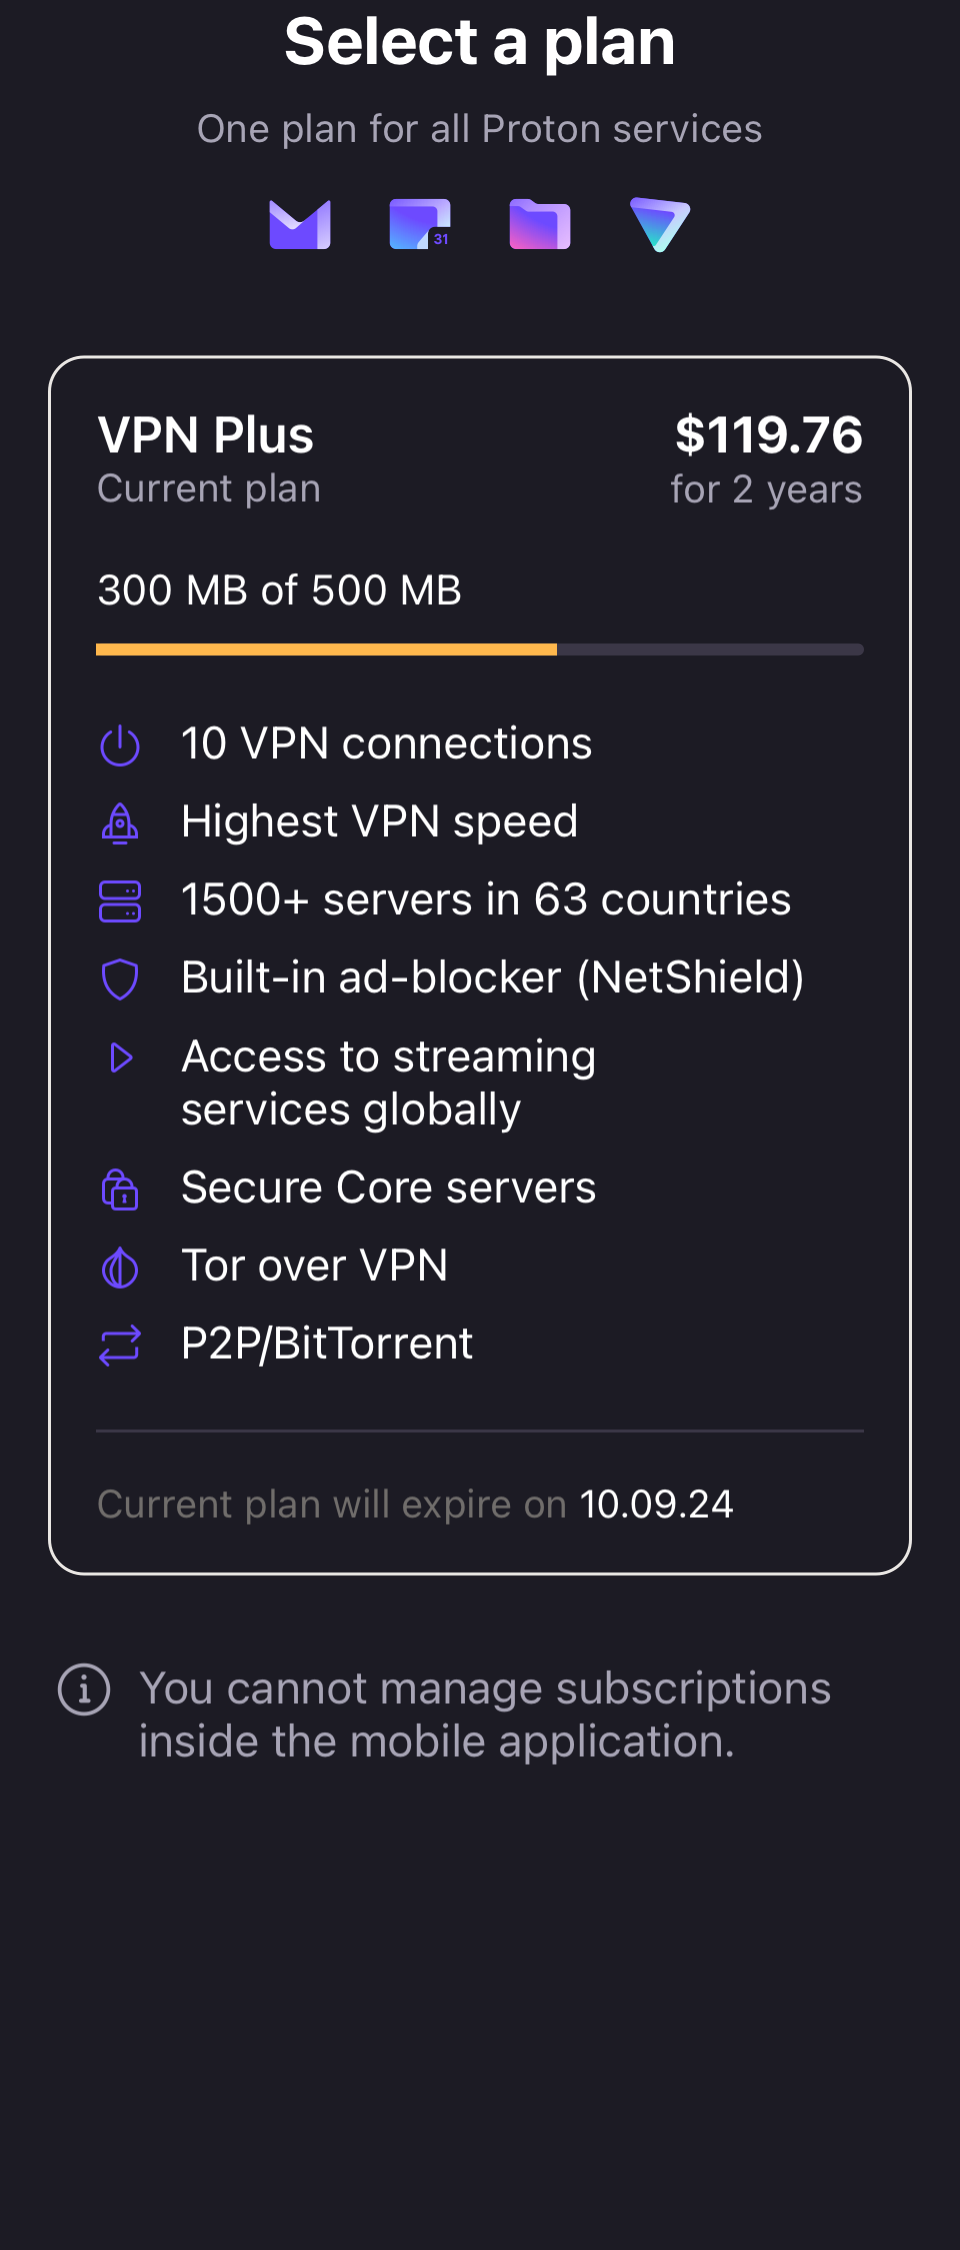 Select a plan
One plan for all Proton services
31
VPN Plus
$119.76
Current plan
for 2 years
300 MB of 500 MB
10 VPN connections
Highest VPN speed
1500+ servers in 63 countries
Built-in ad-blocker (NetShield)
Access to streaming
services globally
Secure Core servers
Tor over VPN
P2P/BitTorrent
Current plan will expire on 10.09.24
You cannot manage subscriptions
inside the mobile application.